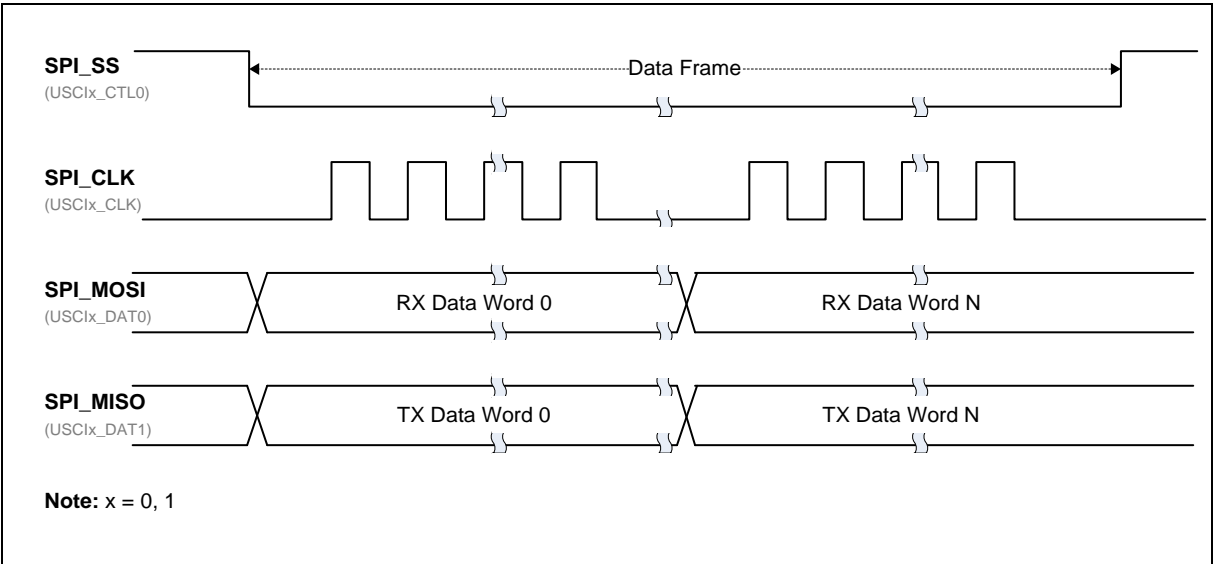 SPI_SS
(USCIx_CTL0)
Data Frame
SPI_CLK
(USCIx_CLK)
SPI_MOSI
(USCIx_DAT0)
RX Data Word 0
RX Data Word N
SPI_MISO
(USCIx_DAT1)
TX Data Word 0
TX Data Word N
Note: x = 0, 1